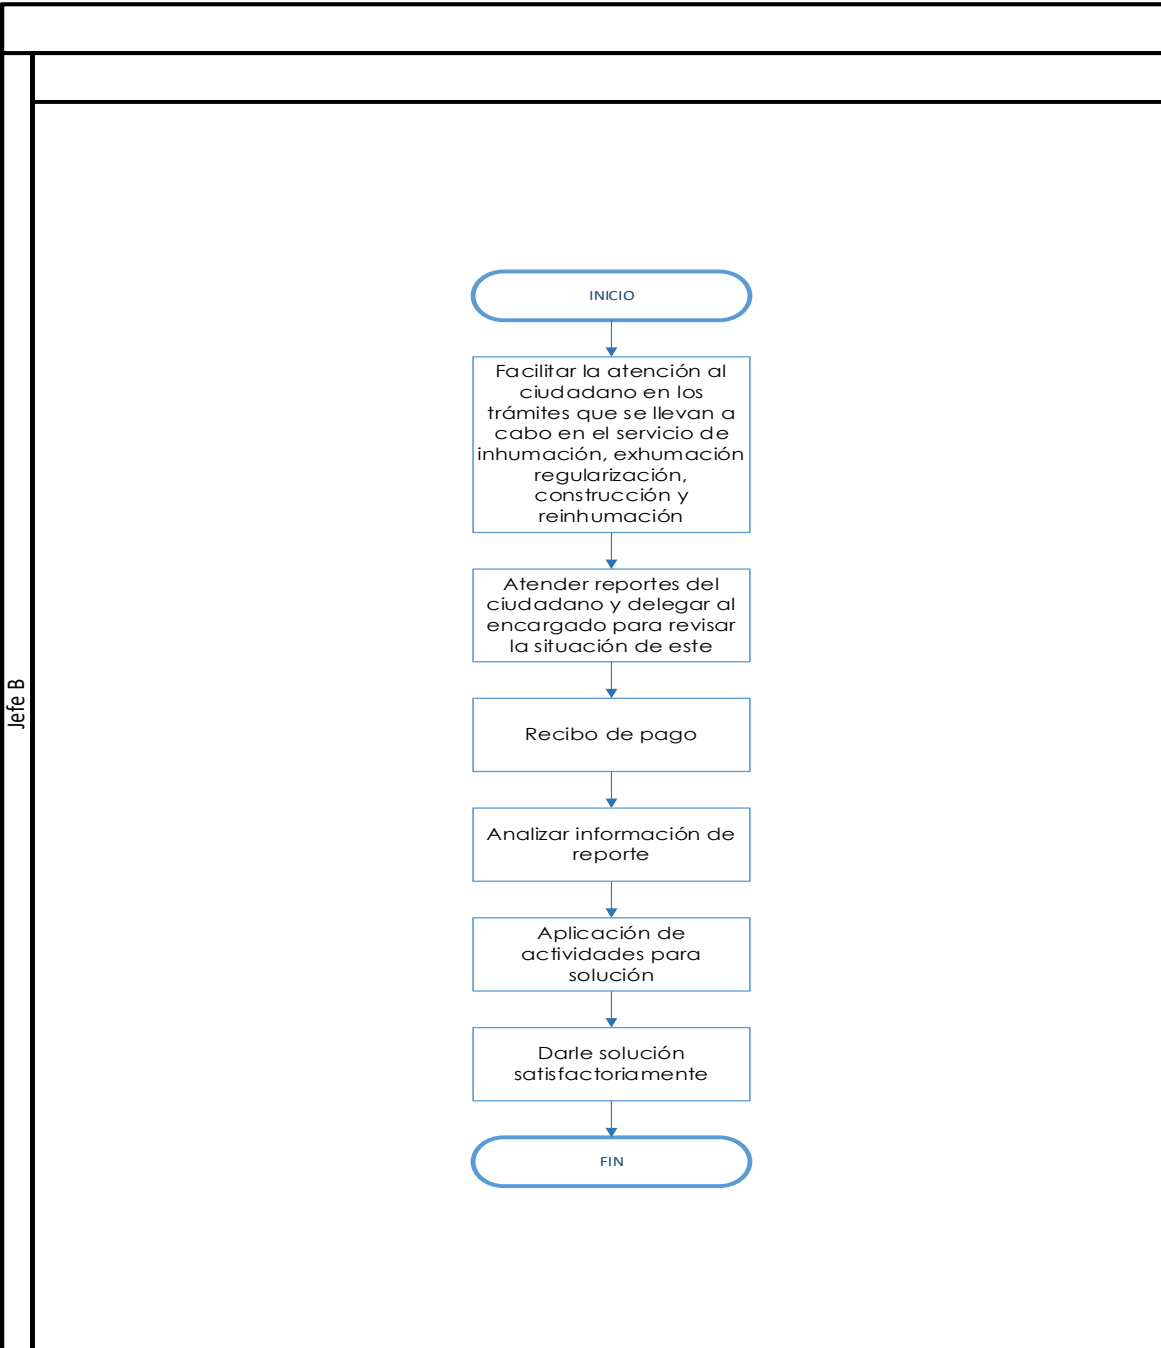 INICIO
Facilitar la atención al
ciudadano en los
trámites que se llevan a
cabo en el servicio de
inhumación, exhumación
regularización,
construcción y
reinhumación
Atender reportes del
ciudadano y delegar al
encargado para revisar
la situación de este
Jefe B
Recibo de pago
Analizar información de
reporte
Aplicación de
actividades para
solución
Darle solución
satisfactoriamente
FIN